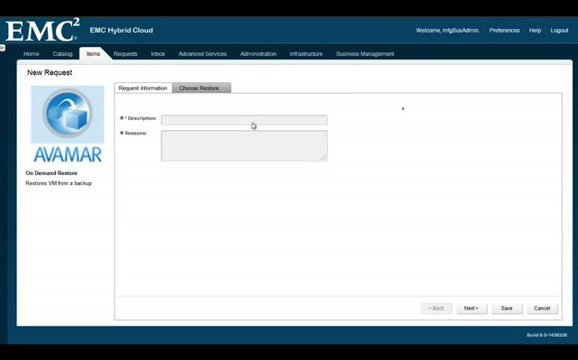 EMC² EMC Hybrid Cloud
Welcome, mfgBusAdmin. Preferences Help Logout
Home Catalog Items Requests Inbox Advanced Services Administration Infrastructure Business Management
New Request
Request Information Choose Restore
AVAMAR
On Demand Restore
Restores VM from a backup
* Description:
Reasons:
< Back Next > Save Cancel